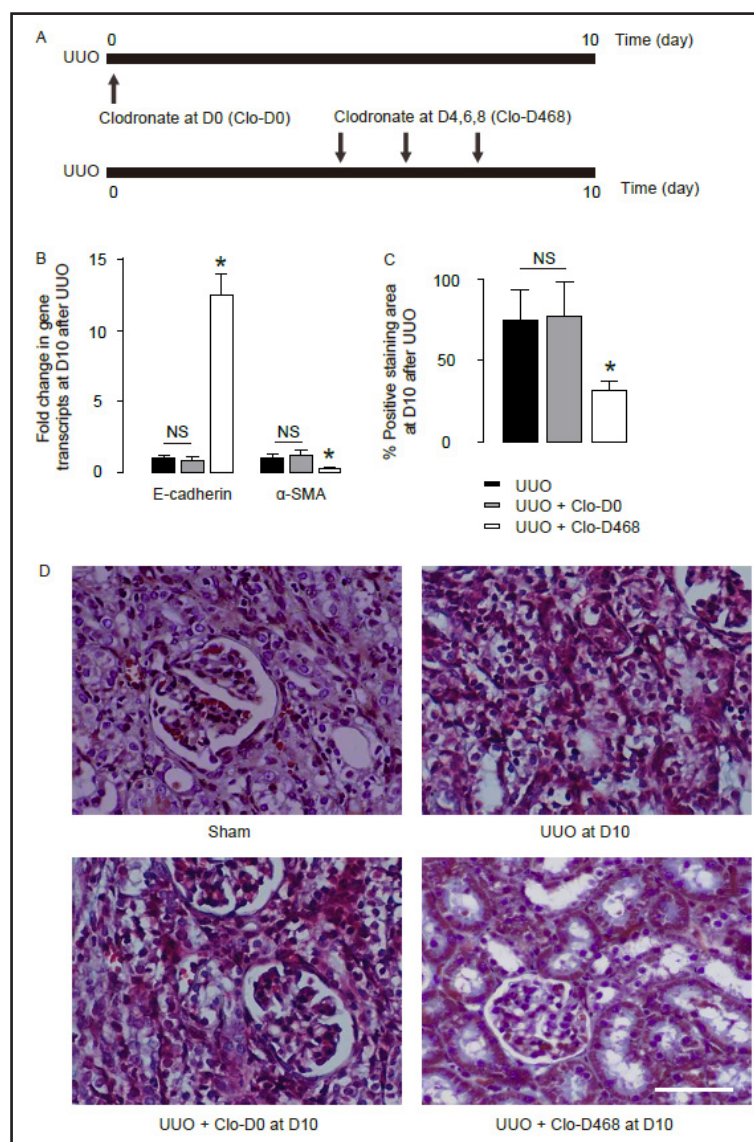 A
0 10 Time (day)
UUO
Clodronate at D0 (Clo-D0) Clodronate at D4,6,8 (Clo-D468)
UUO
0 10 Time (day)
B
Fold change in gene
transcripts at D10 after UUO
15
10
5
0
*
NS
NS
*
E-cadherin α-SMA
C
% Positive staining area
at D10 after UUO
100
50
0
NS
*
UUO
UUO + Clo-D0
UUO + Clo-D468
D
Sham UUO at D10
UUO + Clo-D0 at D10 UUO + Clo-D468 at D10